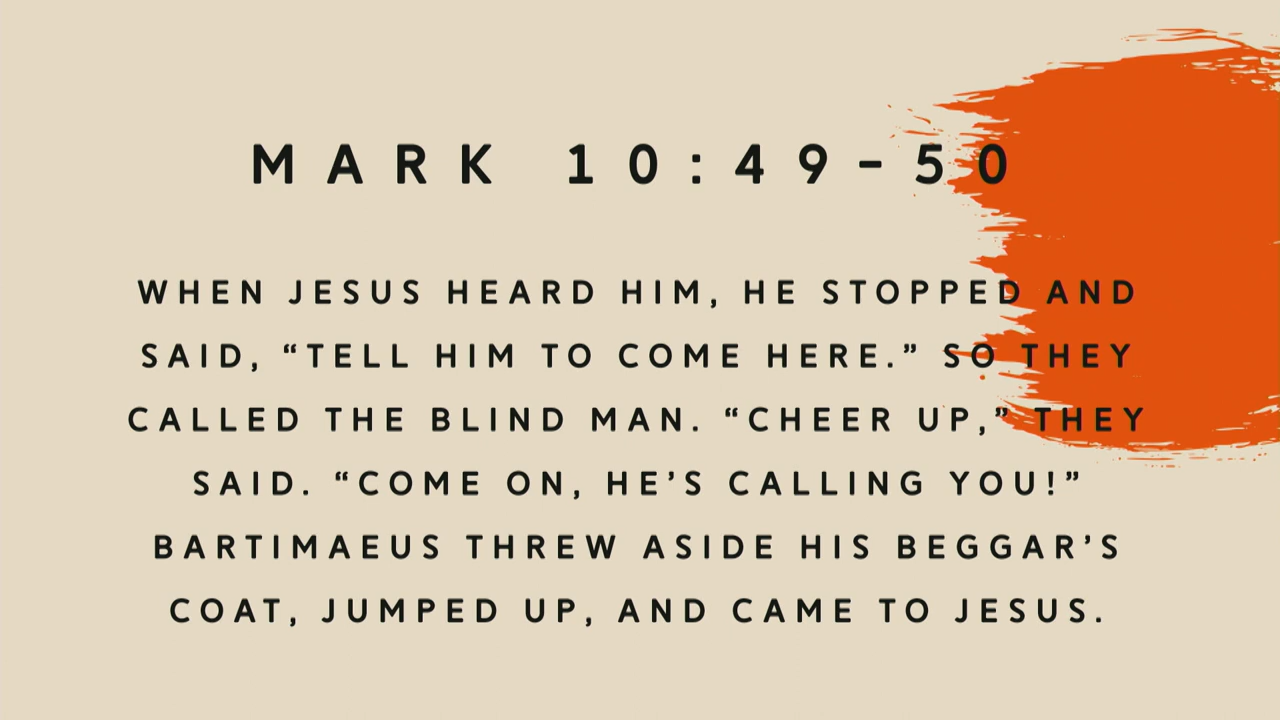 MARK 10:49-50
WHEN JESUS HEARD HIM, HE STOPPED AND
SAID, “TELL HIM TO COME HERE.” SO THEY
CALLED THE BLIND MAN. “CHEER UP,” THEY
SAID. “COME ON, HE’S CALLING YOU!”
BARTIMAEUS THREW ASIDE HIS BEGGAR’S
COAT, JUMPED UP, AND CAME TO JESUS.